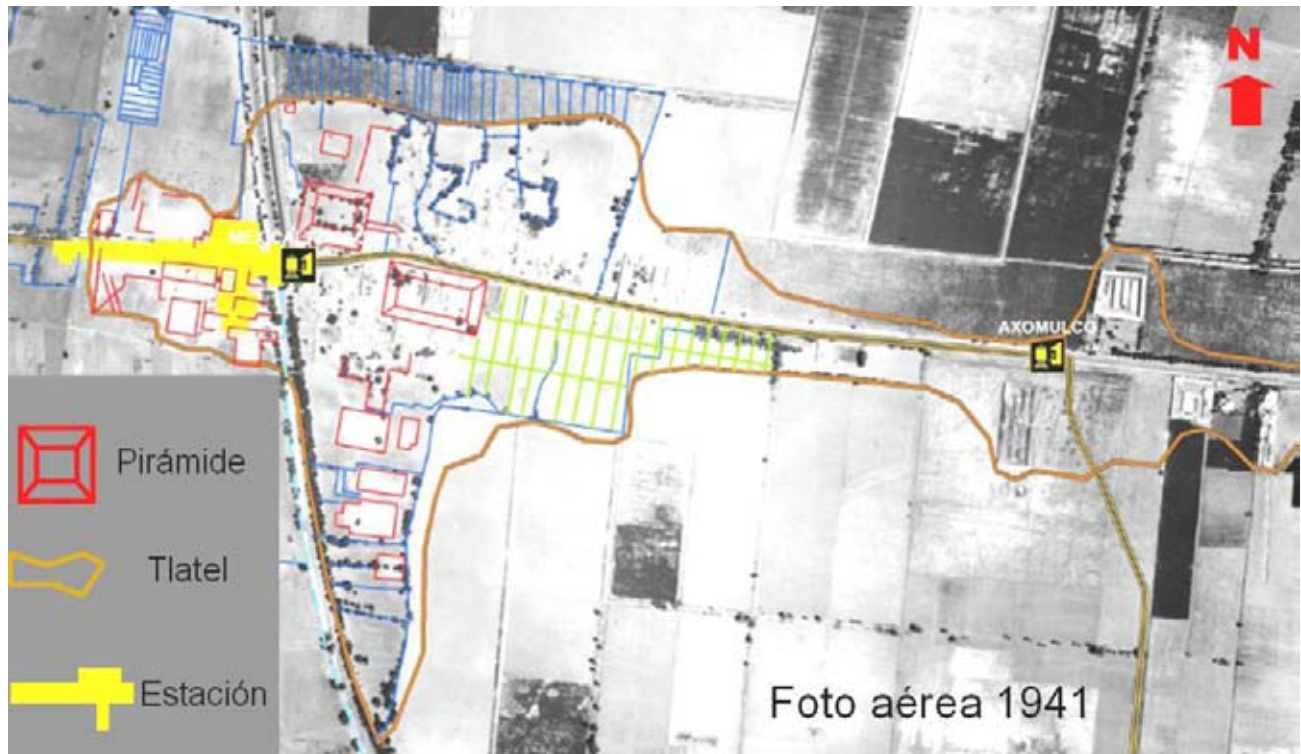 N
AXOMULCO
Pirámide
Tlatel
Estación
Foto aérea 1941